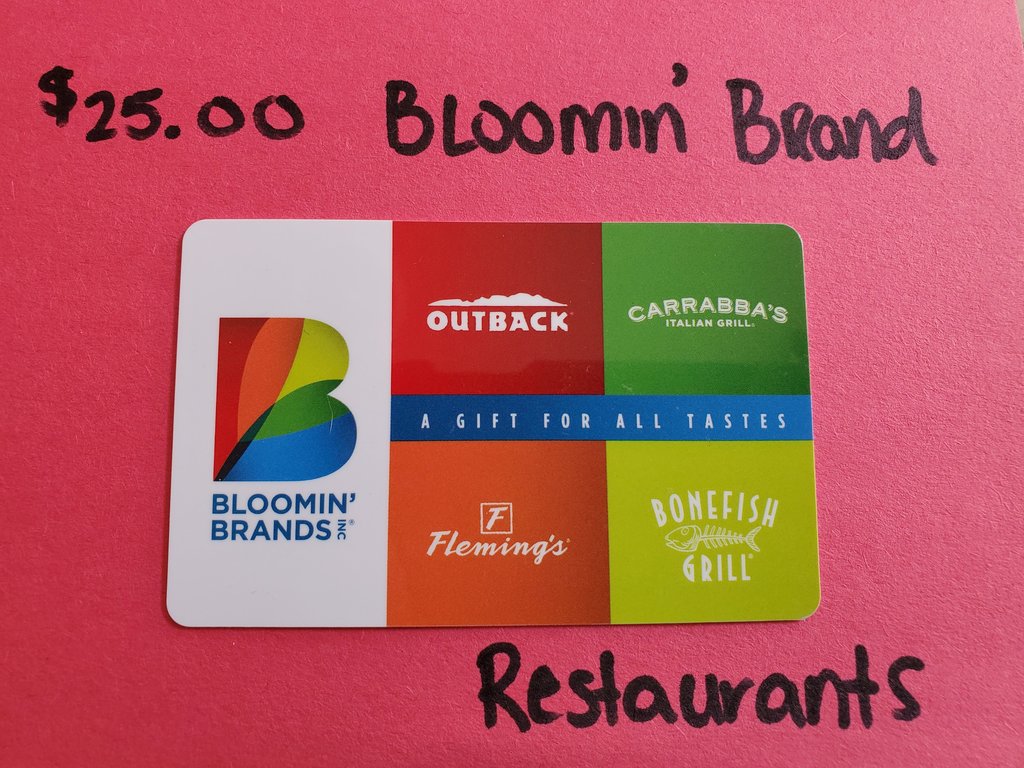 $25.00 Bloomin' Brand
OUTBACK
CARRABBA'S
ITALIAN GRILL®
A GIFT FOR ALL TASTES
BLOOMIN'
BRANDS INC®
F
Fleming's
BONEFISH
GRILL
Restaurants